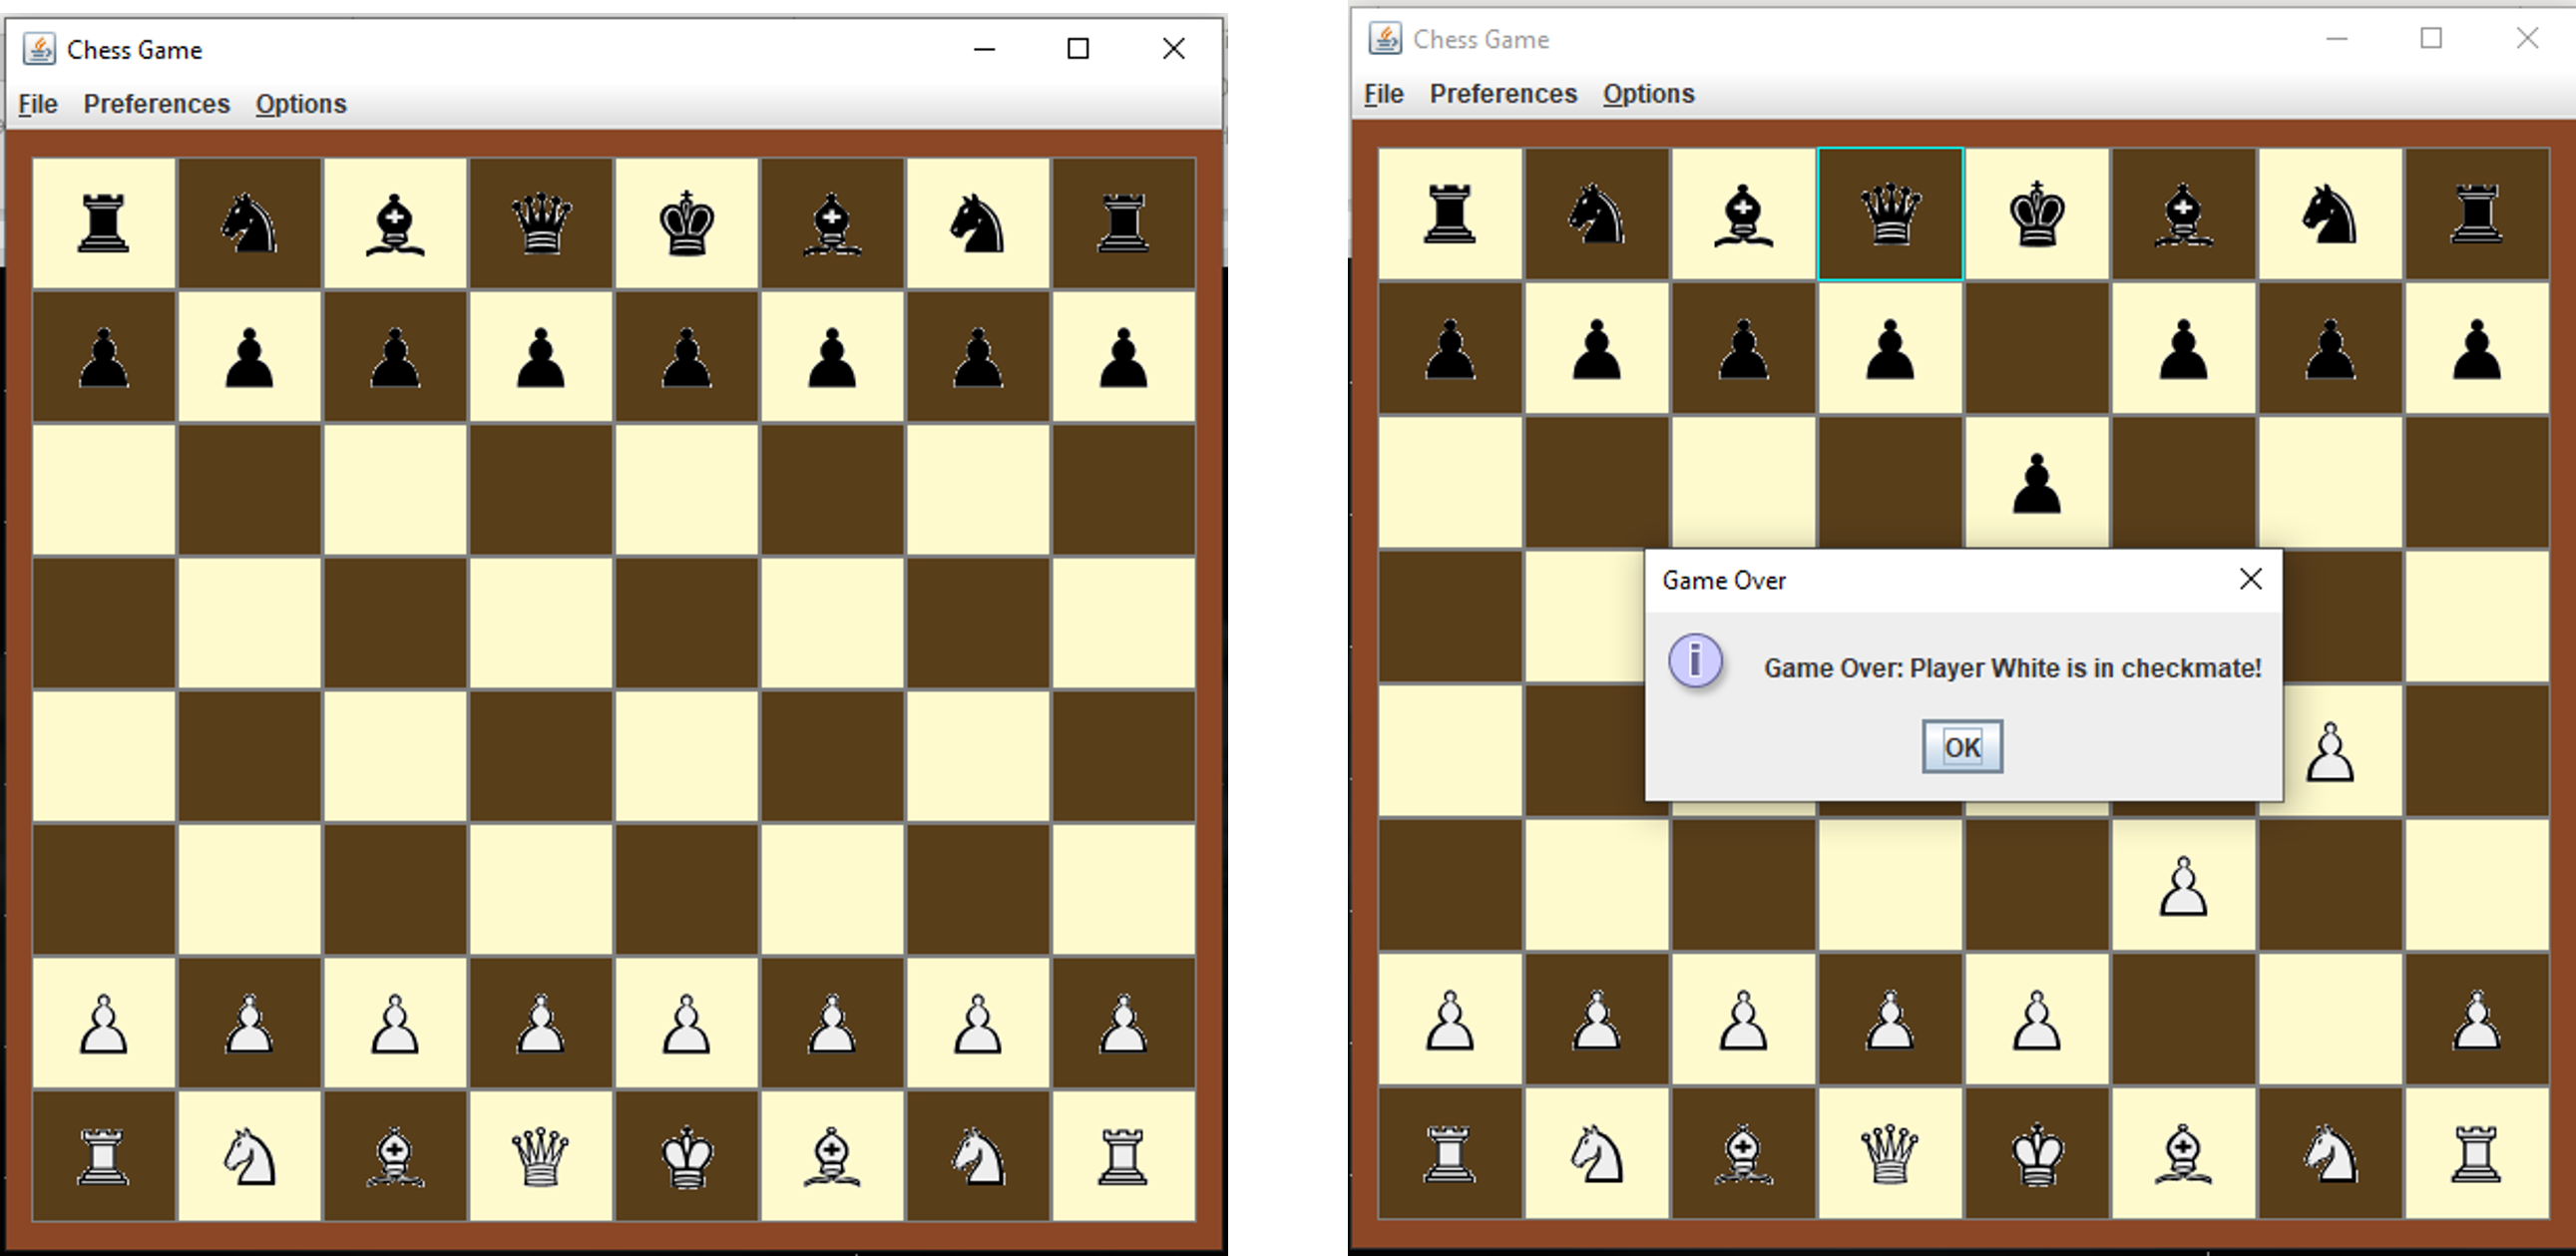 Chess Game
File Preferences Options
Chess Game
File Preferences Options
Game Over
i Game Over: Player White is in checkmate!
OK